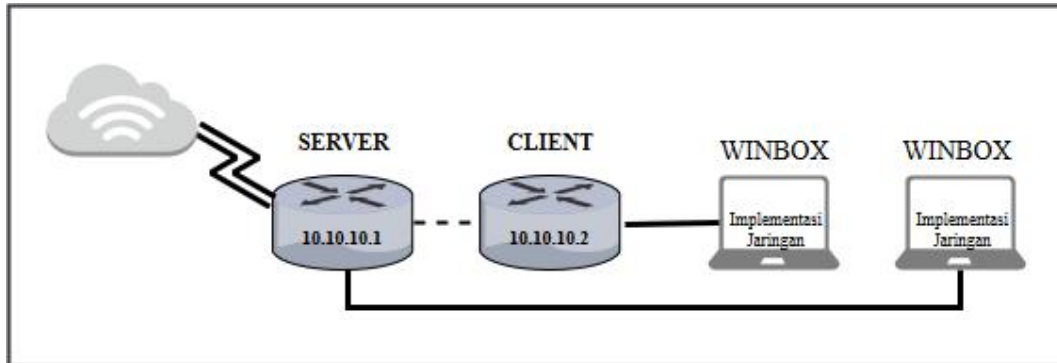 SERVER
CLIENT
WINBOX
WINBOX
10.10.10.1
10.10.10.2
Implementasi
Jaringan
Implementasi
Jaringan